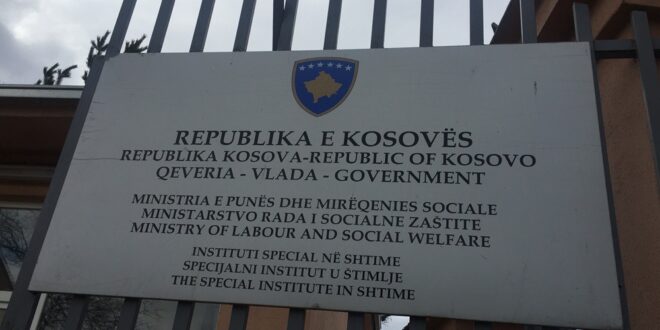 REPUBLIKA E KOSOVËS
REPUBLIKA KOSOVA-REPUBLIC OF KOSOVO
QEVERIA - VLADA - GOVERNMENT
MINISTRIA E PUNËS DHE MIRËQENIES SOCIALE
MINISTARSTVO RADA I SOCIALNE ZAŠTITE
MINISTRY OF LABOUR AND SOCIAL WELFARE
INSTITUTI SPECIAL NË SHTIME
SPECIJALNI INSTITUT U ŠTIMLJE
THE SPECIAL INSTITUTE IN SHTIME